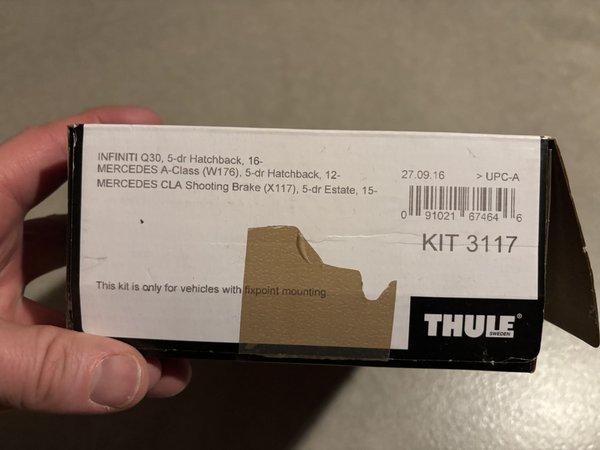 INFINITI Q30, 5-dr Hatchback, 16-
MERCEDES A-Class (W176), 5-dr Hatchback, 12-
MERCEDES CLA Shooting Brake (X117), 5-dr Estate, 15-
27.09.16 > UPC-A
0 91021 67464 6
KIT 3117
This kit is only for vehicles with fixpoint mounting
THULE®
SWEDEN